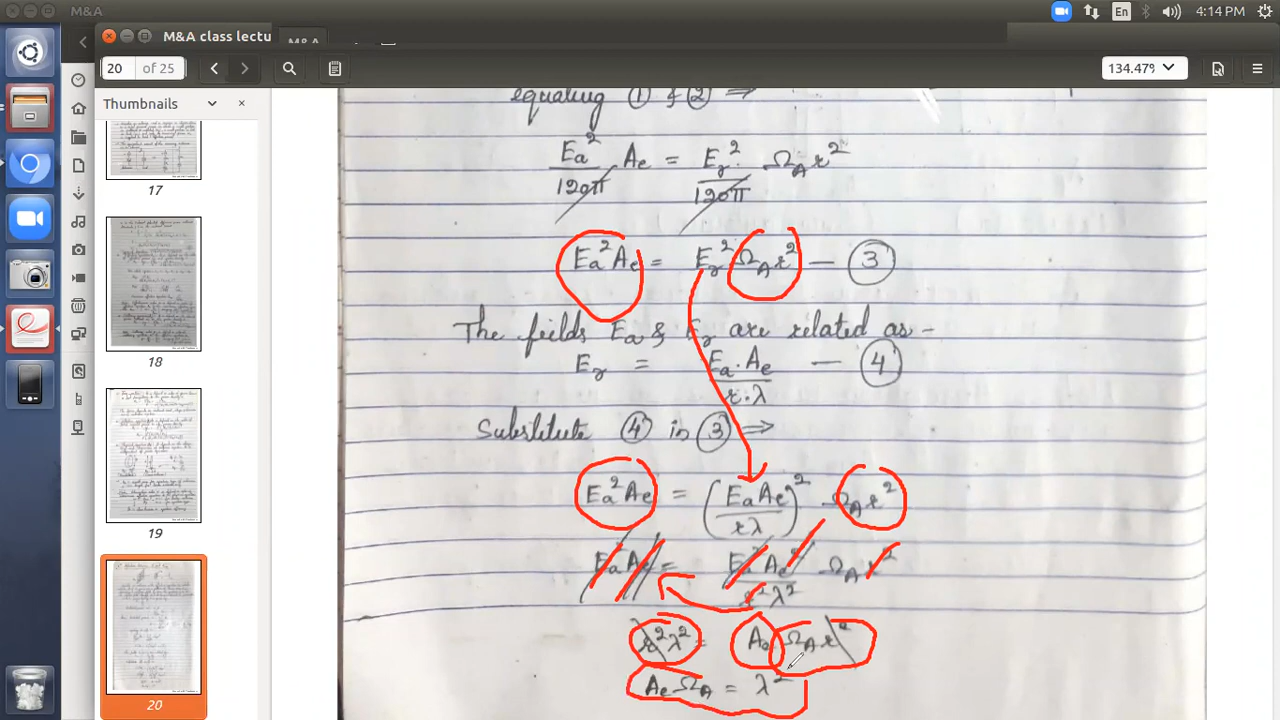 M&A
En
4:14 PM
M&A class lectu
M&A
20 of 25
134.47%
Thumbnails
17
18
19
20
equating ① & ② ⇒
Ea²/120π Ae = Er²/120π ΩA r²
Ea² Ae = Er² ΩA r² — ③
The fields Ea & Er are related as -
Er = Ea . Ae / r . λ — ④
Substitute ④ in ③ ⇒
Ea² Ae = (Ea Ae / rλ)² ΩA r²
Ea² Ae = Ea² Ae² / r² λ² ΩA r²
r² λ² = Ae ΩA r²
Ae ΩA = λ²